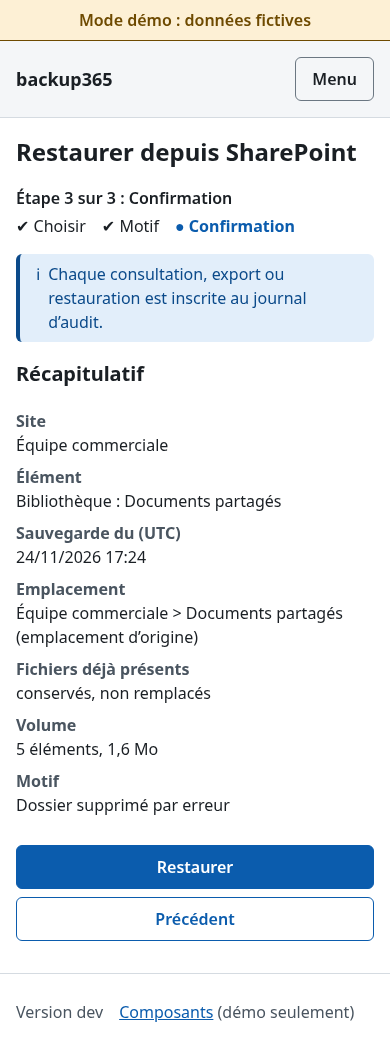 Mode démo : données fictives
backup365
Menu
Restaurer depuis SharePoint
Étape 3 sur 3 : Confirmation
✔ Choisir ✔ Motif ● Confirmation
i Chaque consultation, export ou
restauration est inscrite au journal
d’audit.
Récapitulatif
Site
Équipe commerciale
Élément
Bibliothèque : Documents partagés
Sauvegarde du (UTC)
24/11/2026 17:24
Emplacement
Équipe commerciale > Documents partagés
(emplacement d’origine)
Fichiers déjà présents
conservés, non remplacés
Volume
5 éléments, 1,6 Mo
Motif
Dossier supprimé par erreur
Restaurer
Précédent
Version dev Composants (démo seulement)